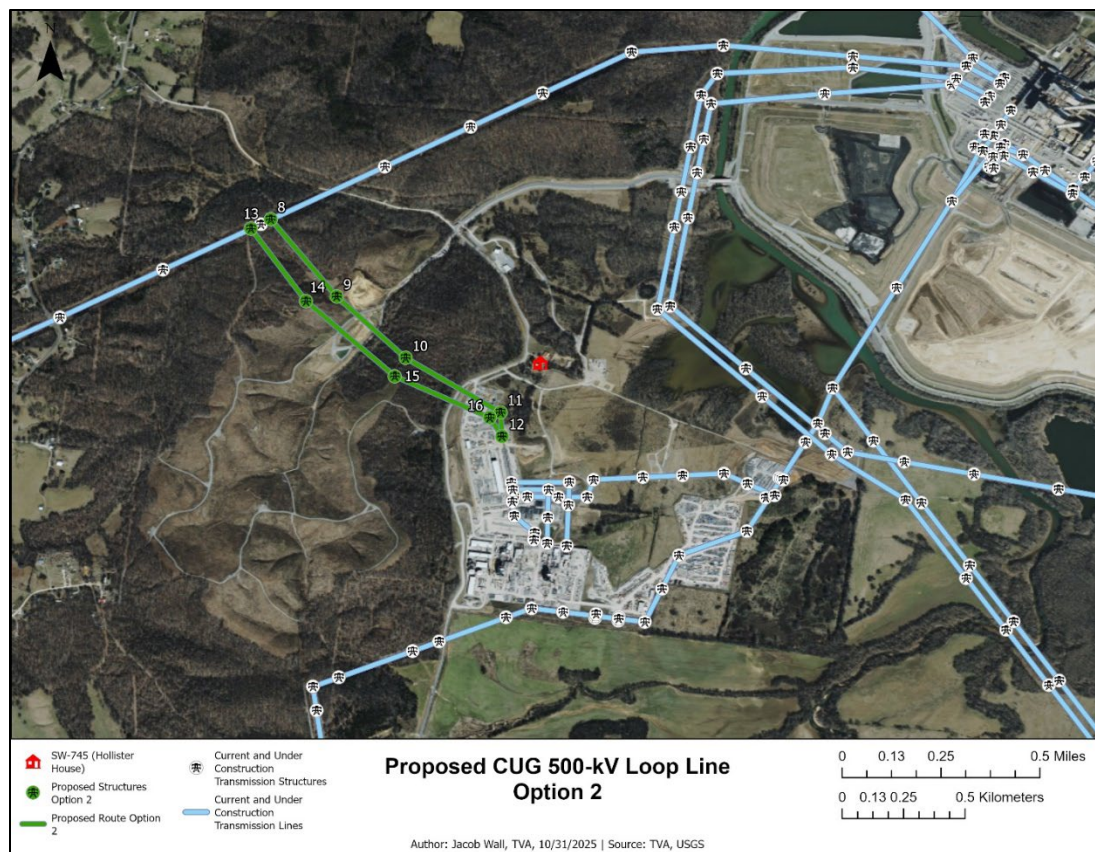 13
8
14
9
10
15
16
11
12
SW-745 (Hollister
House)
Proposed Structures
Option 2
Proposed Route Option
2
Current and Under
Construction
Transmission Structures
Current and Under
Construction
Transmission Lines
Proposed CUG 500-kV Loop Line
Option 2
0 0.13 0.25 0.5 Miles
0 0.13 0.25 0.5 Kilometers
Author: Jacob Wall, TVA, 10/31/2025 | Source: TVA, USGS